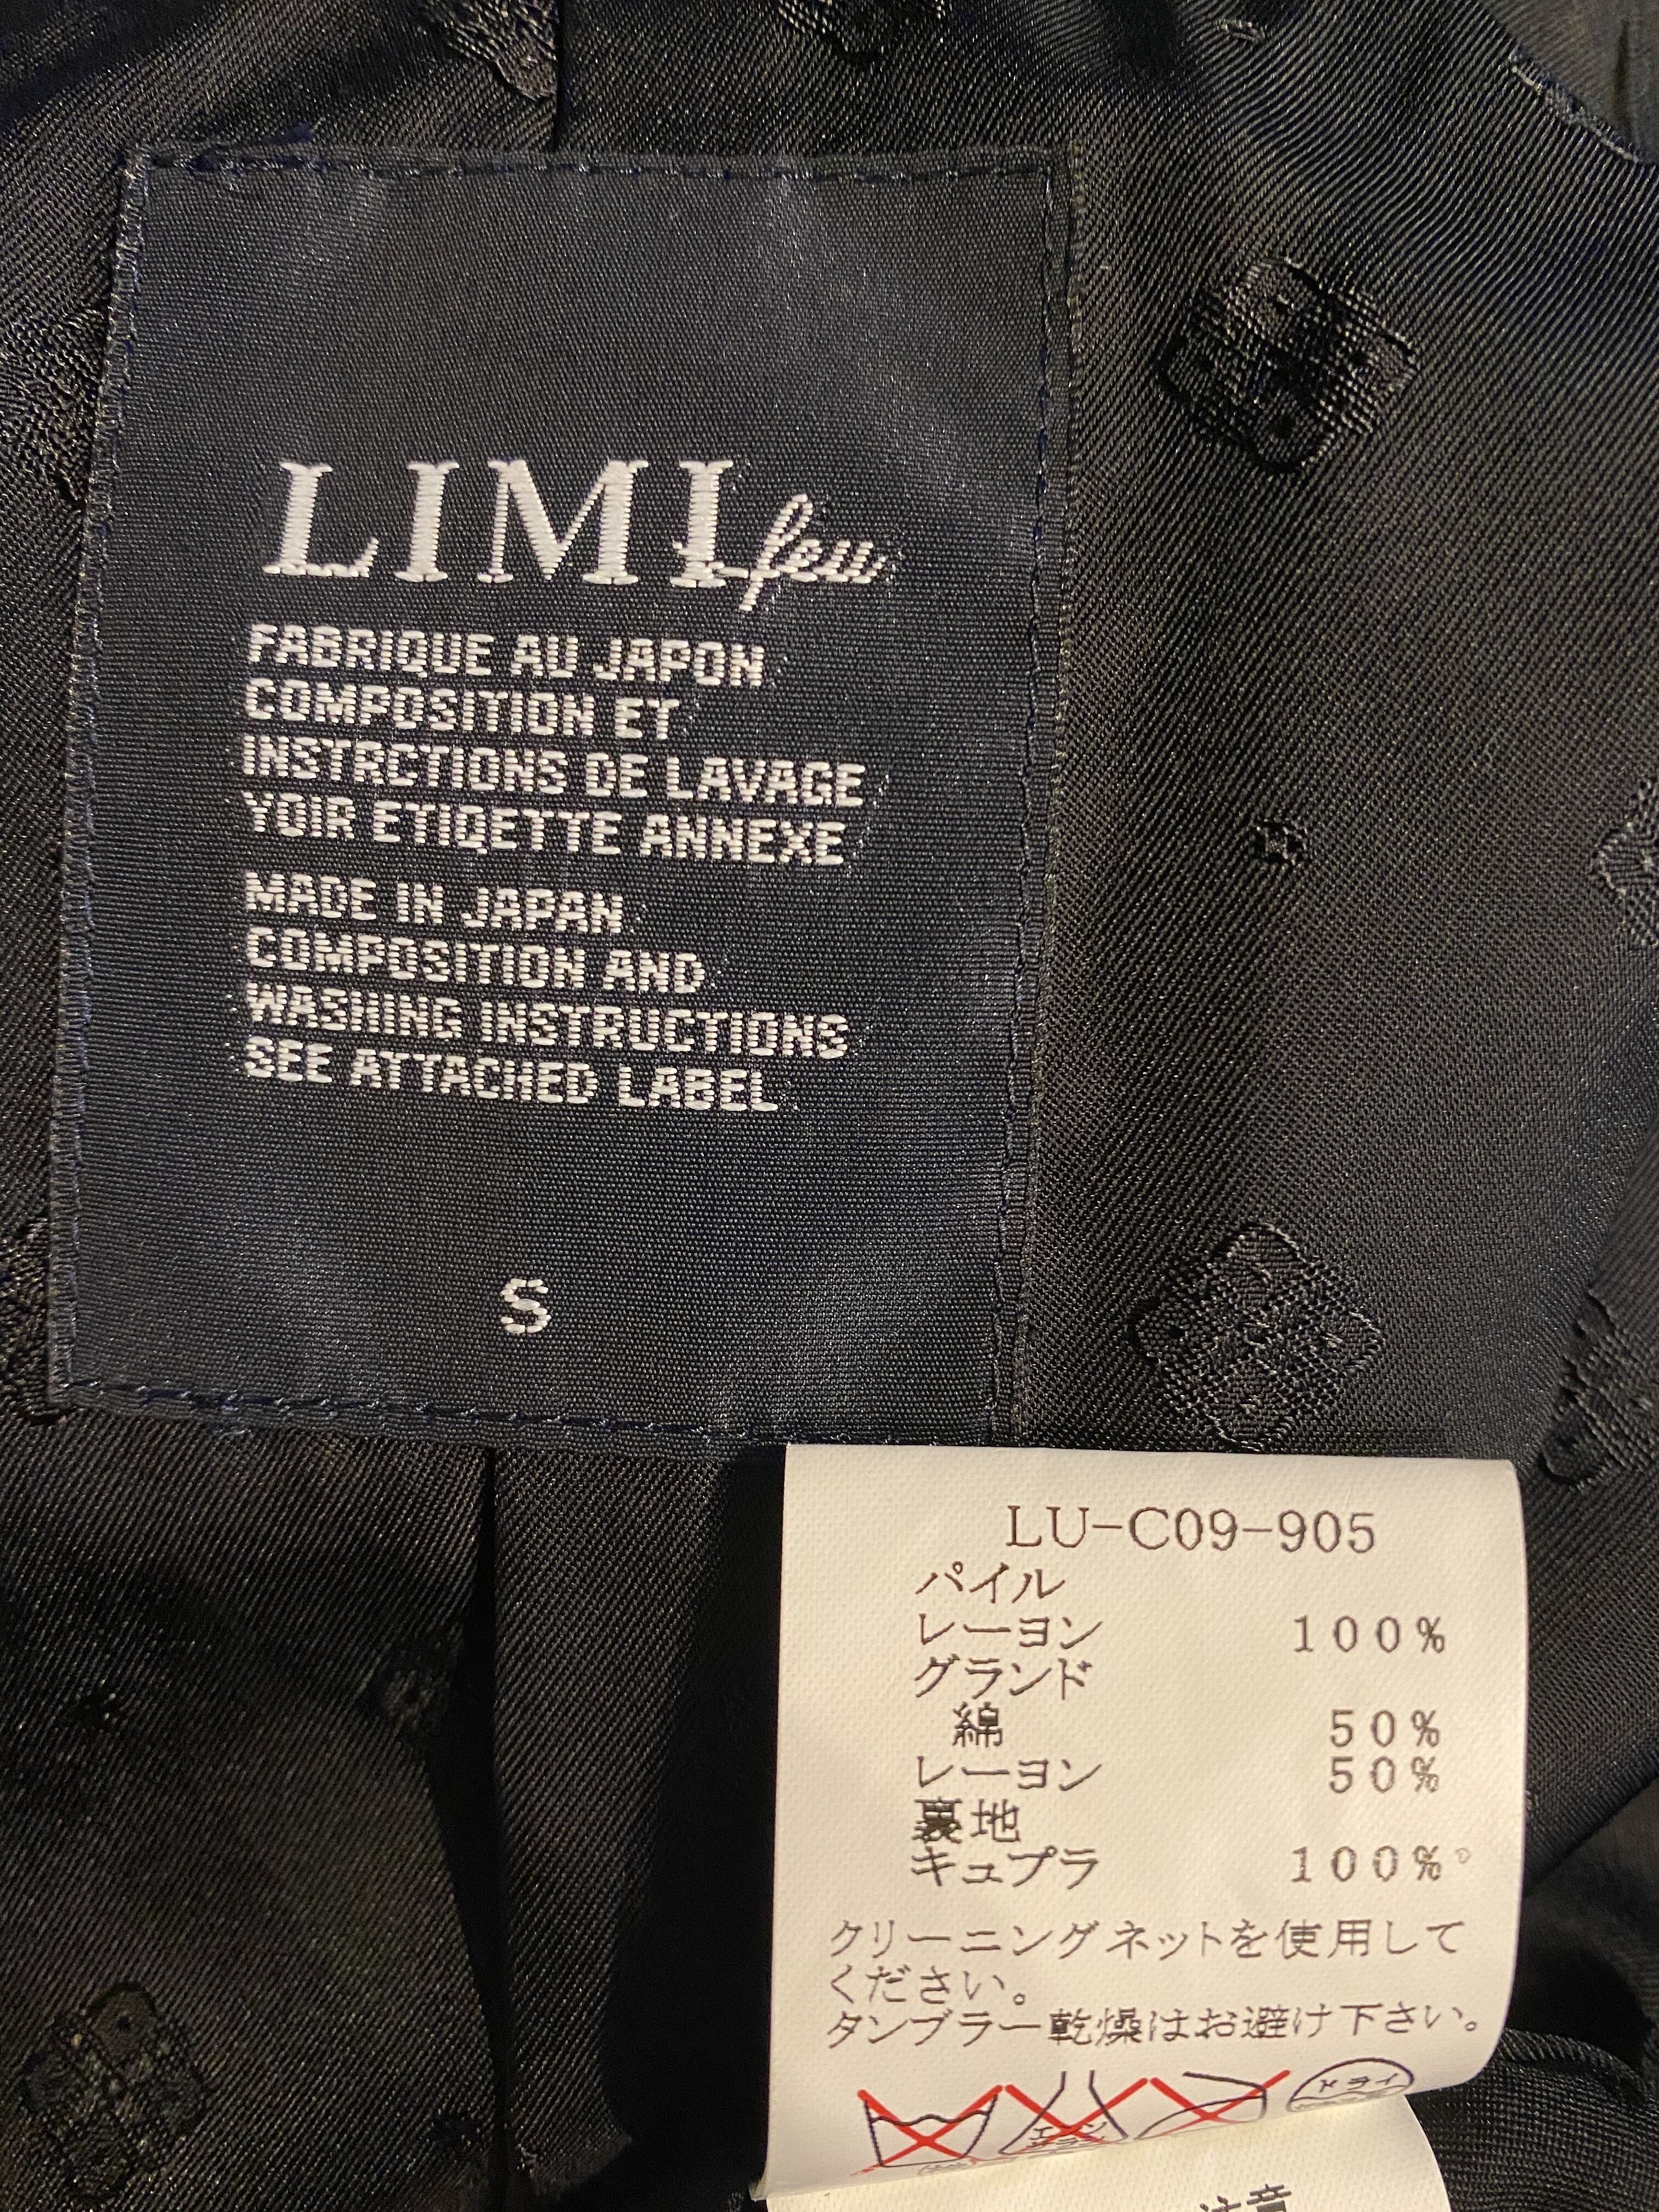 LIMI feu
FABRIQUE AU JAPON
COMPOSITION ET
INSTRCTIONS DE LAVAGE
YOIR ETIQETTE ANNEXE
MADE IN JAPAN
COMPOSITION AND
WASHING INSTRUCTIONS
SEE ATTACHED LABEL
S
LU-C09-905
パイル
レーヨン 100%
グランド
綿 50%
レーヨン 50%
裏地
キュプラ 100%
クリーニングネットを使用して
ください。
タンブラー乾燥はお避け下さい。